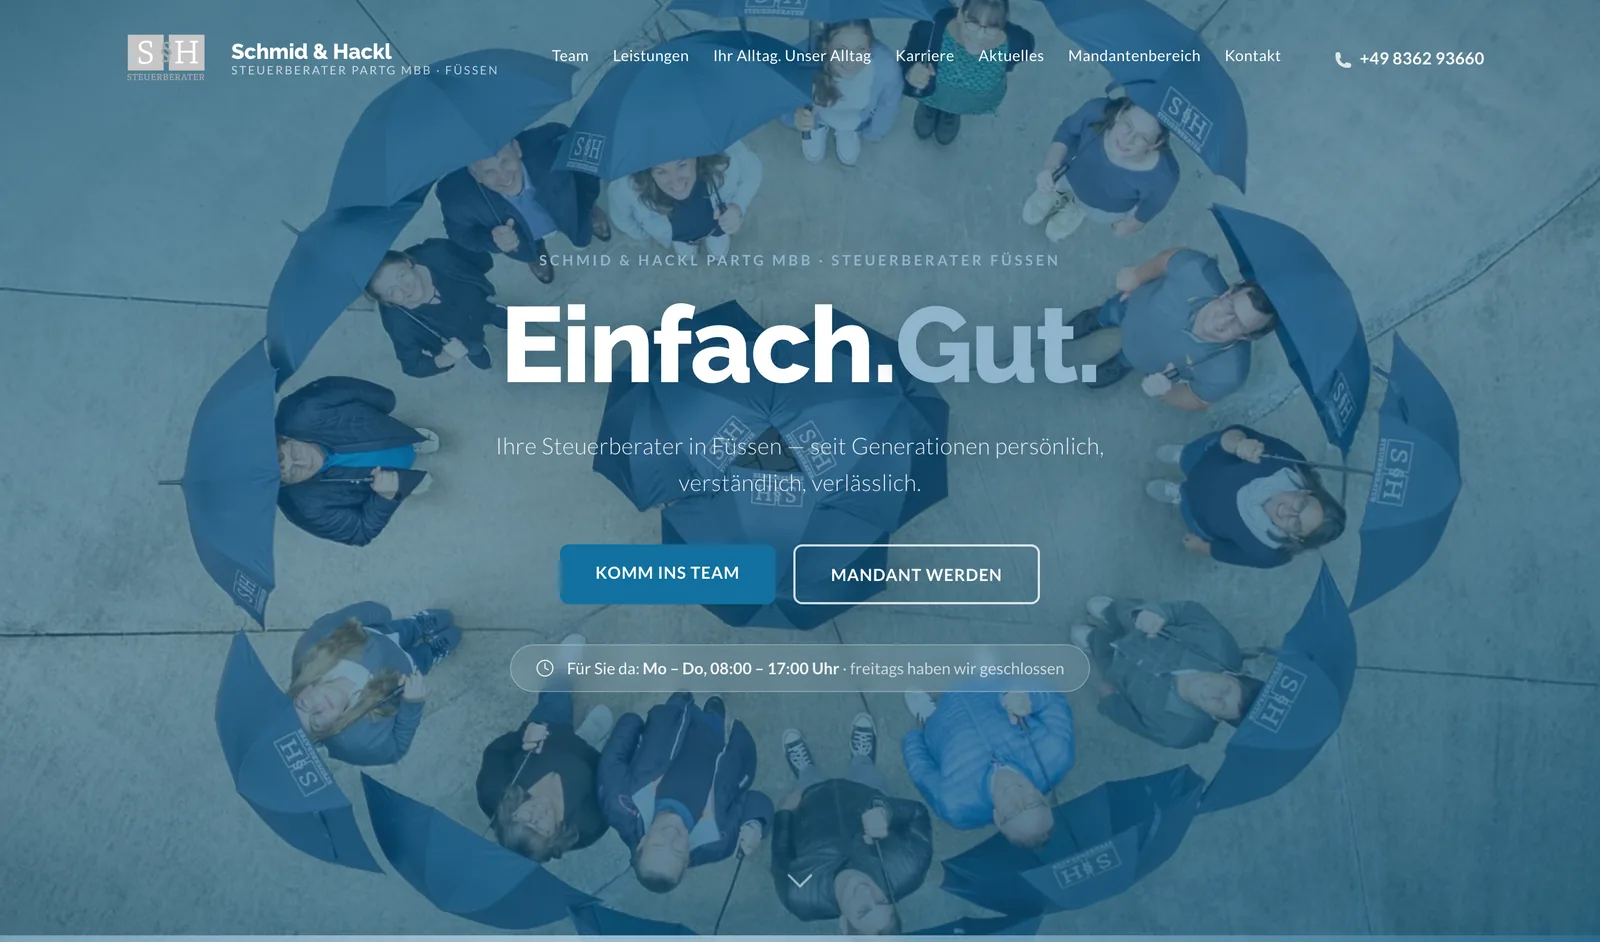 S§H
STEUERBERATER
Schmid & Hackl
STEUERBERATER PARTG MBB · FÜSSEN
Team
Leistungen
Ihr Alltag. Unser Alltag
Karriere
Aktuelles
Mandantenbereich
Kontakt
+49 8362 93660
SCHMID & HACKL PARTG MBB · STEUERBERATER FÜSSEN
Einfach.Gut.
Ihre Steuerberater in Füssen — seit Generationen persönlich,
verständlich, verlässlich.
KOMM INS TEAM
MANDANT WERDEN
Für Sie da: Mo – Do, 08:00 – 17:00 Uhr · freitags haben wir geschlossen